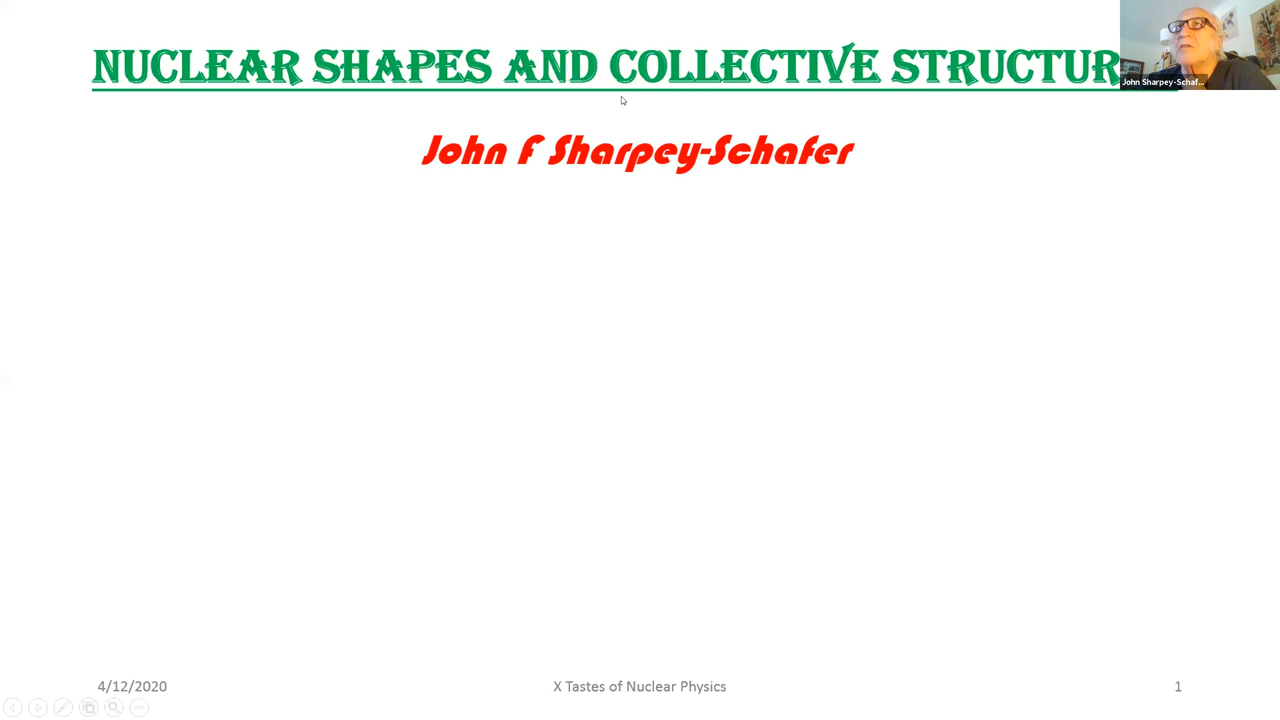 NUCLEAR SHAPES AND COLLECTIVE STRUCTUR
John Sharpey-Schaf...
John F Sharpey-Schafer
4/12/2020
X Tastes of Nuclear Physics
1